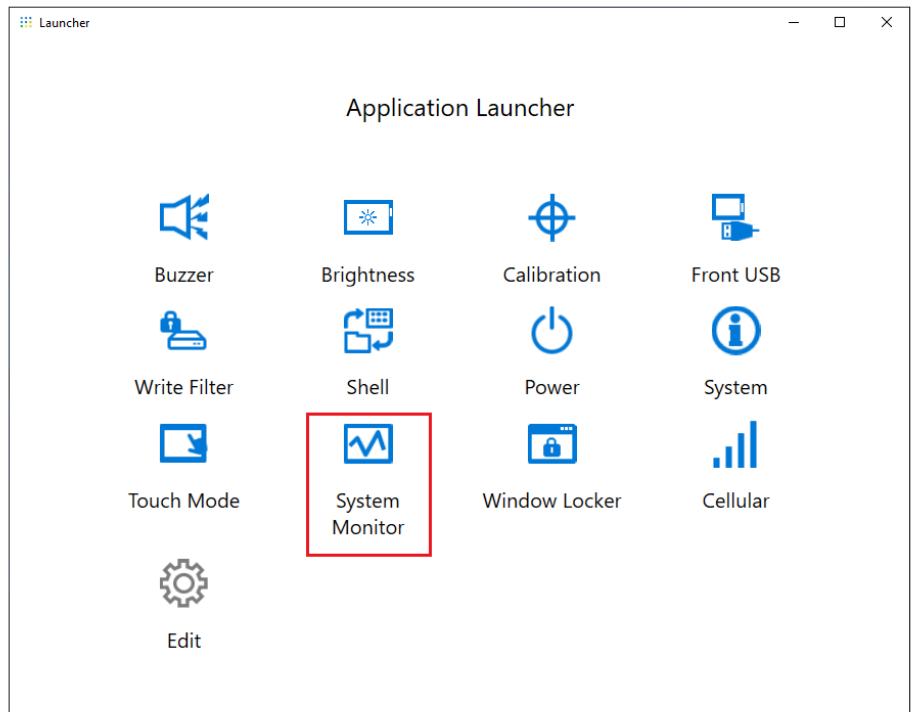 Launcher
Application Launcher
Buzzer
Brightness
Calibration
Front USB
Write Filter
Shell
Power
System
Touch Mode
System
Monitor
Window Locker
Cellular
Edit